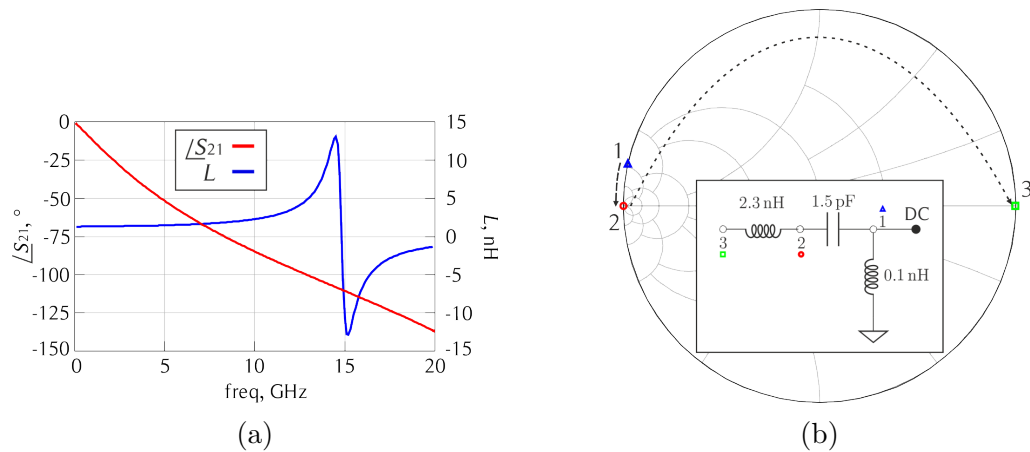 0
-25
-50
-75
-100
-125
-150
∠S₂₁, °
∠S₂₁
L
15
10
5
0
-5
-10
-15
L, nH
0
5
10
15
20
freq, GHz
(a)
1
2
3
2.3 nH
1.5 pF
1
DC
3
2
0.1 nH
(b)